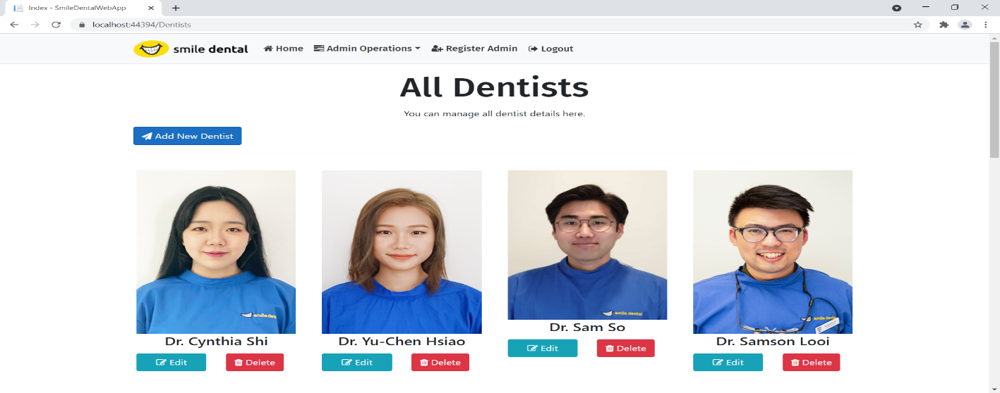 Index - SmileDentalWebApp
localhost:44394/Dentists
smile dental Home Admin Operations Register Admin Logout
All Dentists
You can manage all dentist details here.
Add New Dentist
smile dental
Dr. Cynthia Shi
Edit Delete
Dr. Yu-Chen Hsiao
Edit Delete
Dr. Sam So
Edit Delete
Dr. Samson Looi
Edit Delete